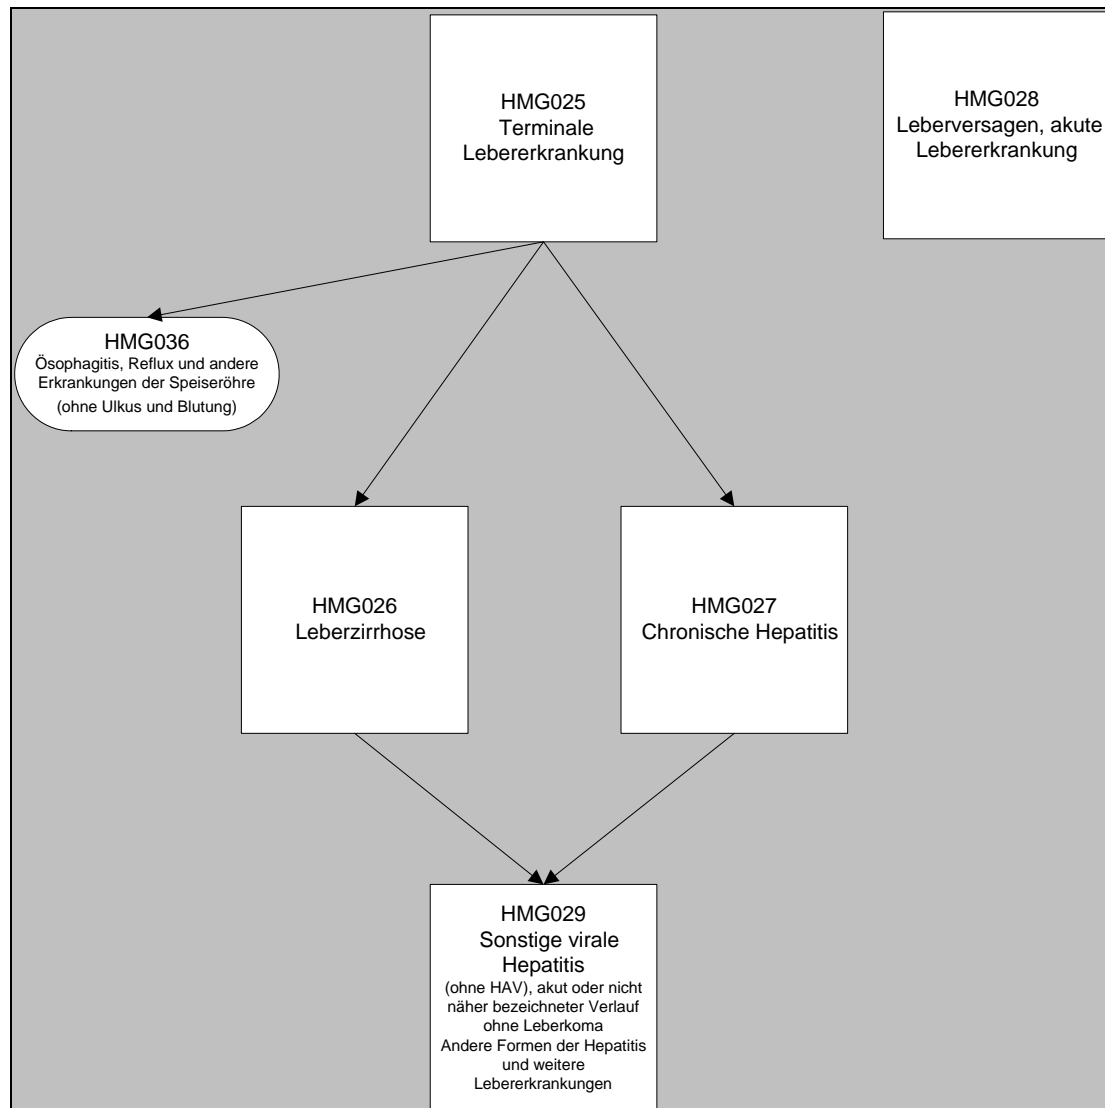 HMG025
Terminale
Lebererkrankung
HMG028
Leberversagen, akute
Lebererkrankung
HMG036
Ösophagitis, Reflux und andere
Erkrankungen der Speiseröhre
(ohne Ulkus und Blutung)
HMG026
Leberzirrhose
HMG027
Chronische Hepatitis
HMG029
Sonstige virale
Hepatitis
(ohne HAV), akut oder nicht
näher bezeichneter Verlauf
ohne Leberkoma
Andere Formen der Hepatitis
und weitere
Lebererkrankungen